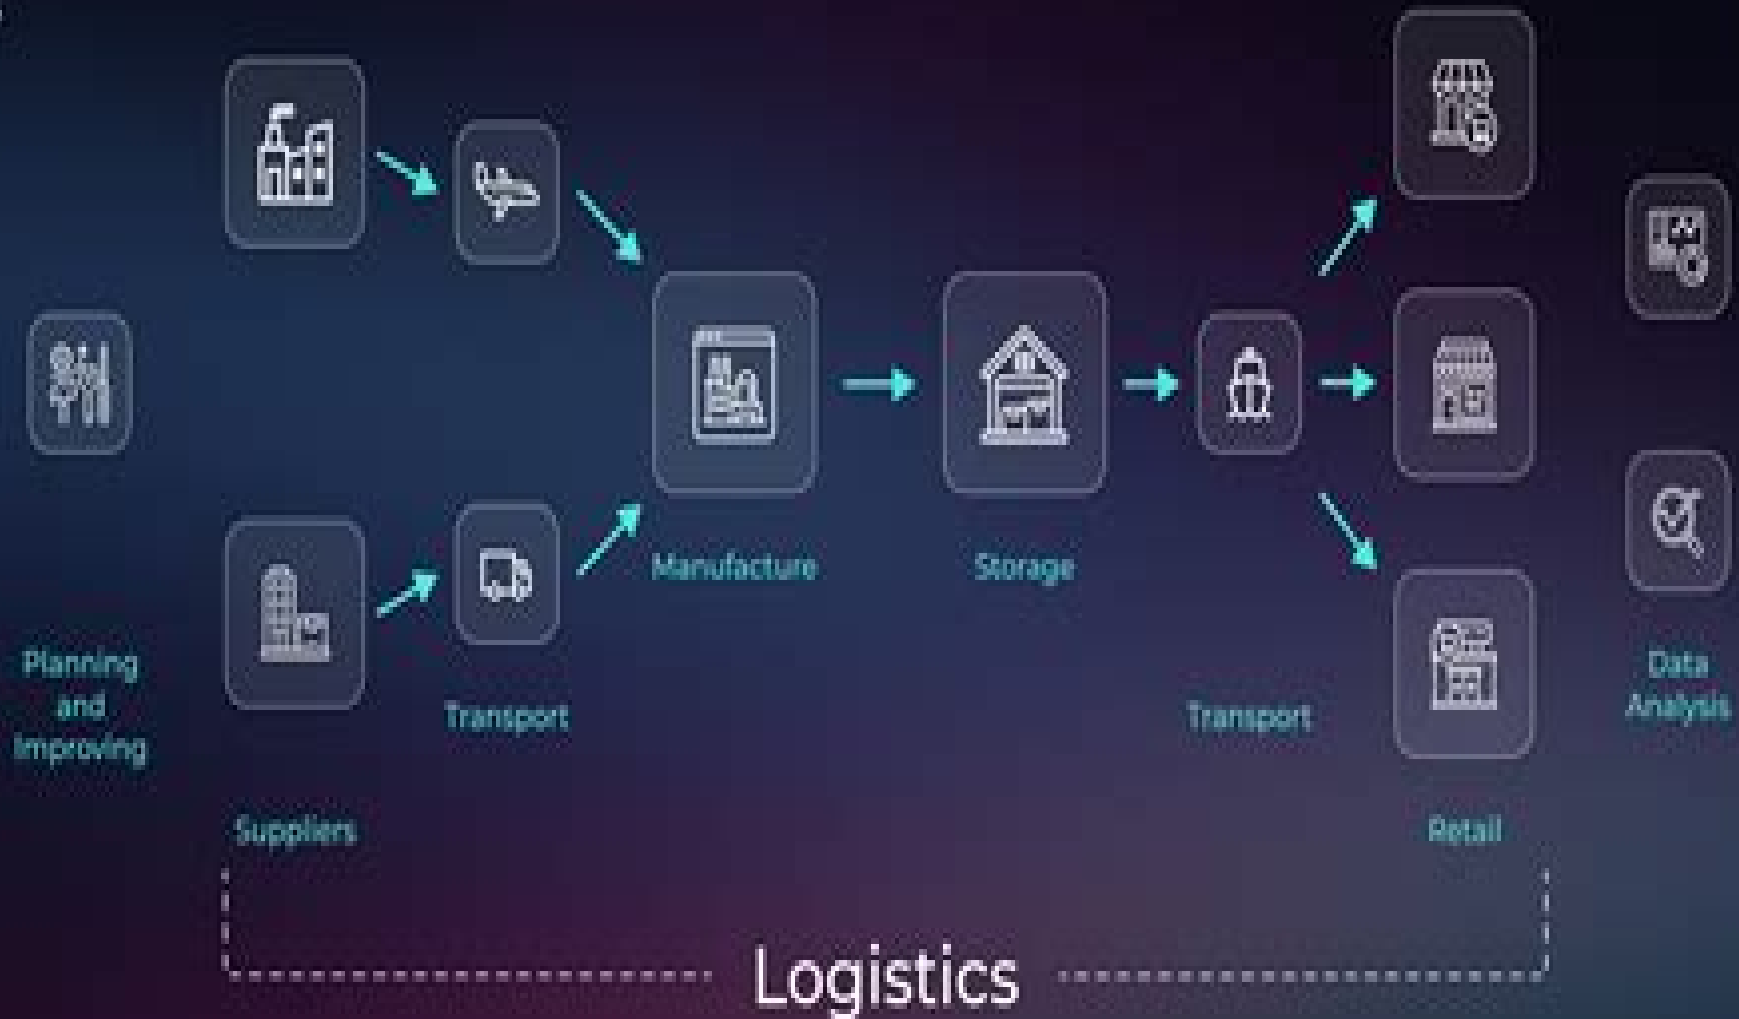 Manufacture
Storage
Planning
and
Improving
Transport
Transport
Data
Analysis
Suppliers
Retail
Logistics